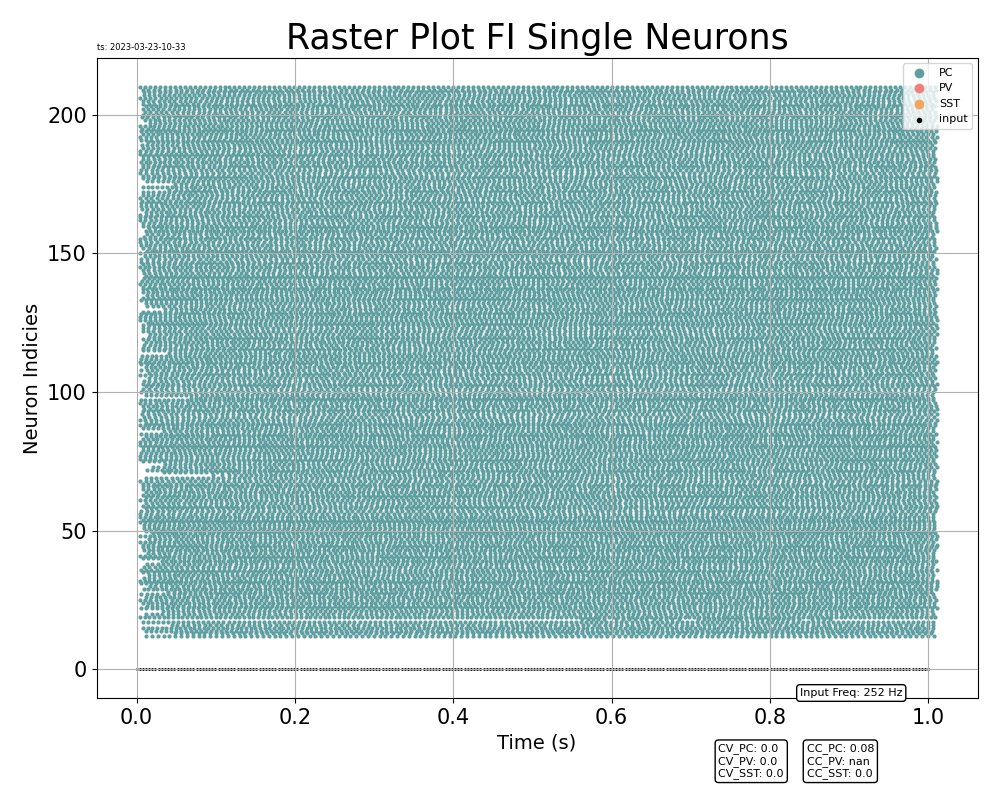 Raster Plot FI Single Neurons
ts: 2023-03-23-10-33
PC
PV
SST
input
200
150
100
50
0
Neuron Indicies
0.0 0.2 0.4 0.6 0.8 1.0
Time (s)
Input Freq: 252 Hz
CV_PC: 0.0
CV_PV: 0.0
CV_SST: 0.0
CC_PC: 0.08
CC_PV: nan
CC_SST: 0.0